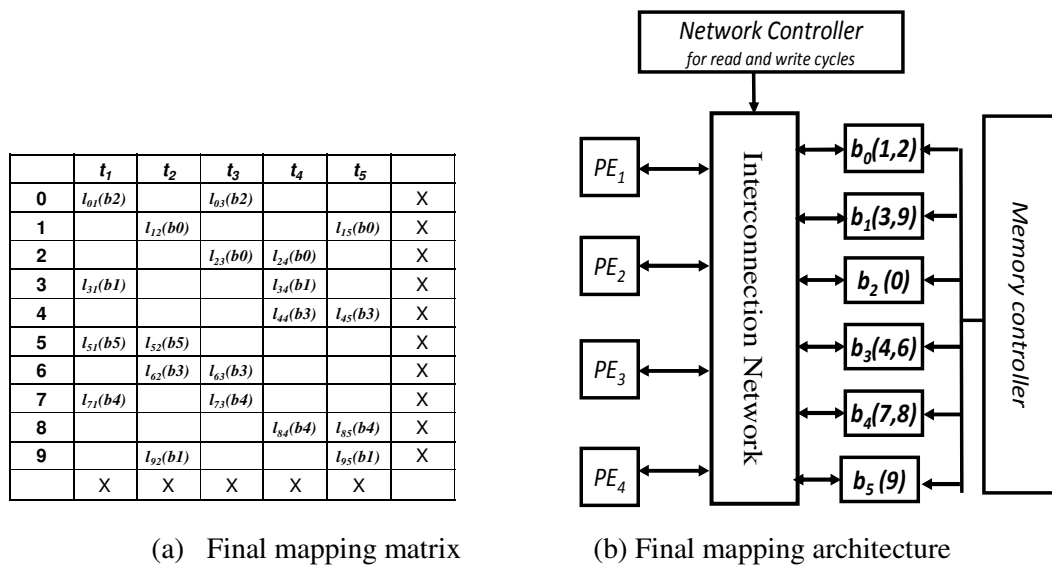 t1 t2 t3 t4 t5
0 l01(b2) l03(b2) X
1 l12(b0) l15(b0) X
2 l23(b0) l24(b0) X
3 l31(b1) l34(b1) X
4 l44(b3) l45(b3) X
5 l51(b5) l52(b5) X
6 l62(b3) l63(b3) X
7 l71(b4) l73(b4) X
8 l84(b4) l85(b4) X
9 l92(b1) l95(b1) X
X X X X X
(a) Final mapping matrix
Network Controller
for read and write cycles
PE1
PE2
PE3
PE4
Interconnection Network
b0(1,2)
b1(3,9)
b2 (0)
b3(4,6)
b4(7,8)
b5 (9)
Memory controller
(b) Final mapping architecture